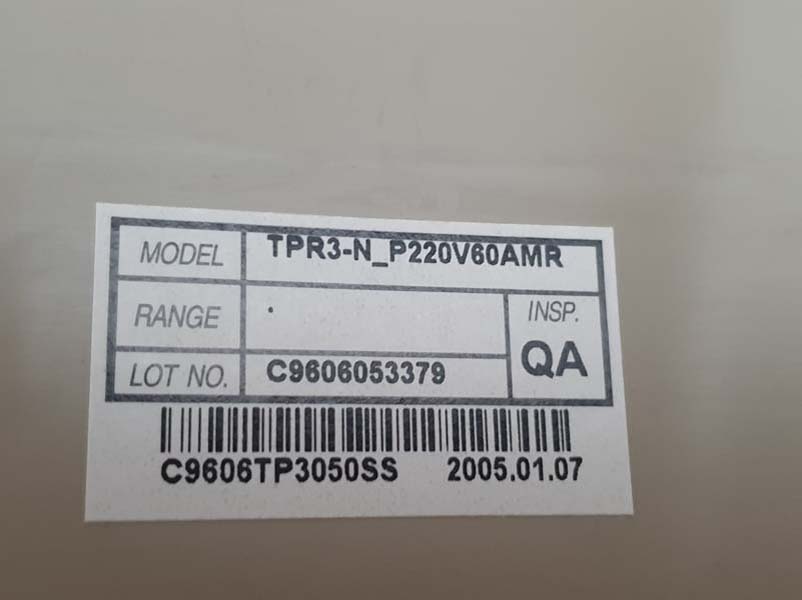 MODEL TPR3-N_P220V60AMR
RANGE .
INSP.
QA
LOT NO. C9606053379
C9606TP3050SS 2005.01.07